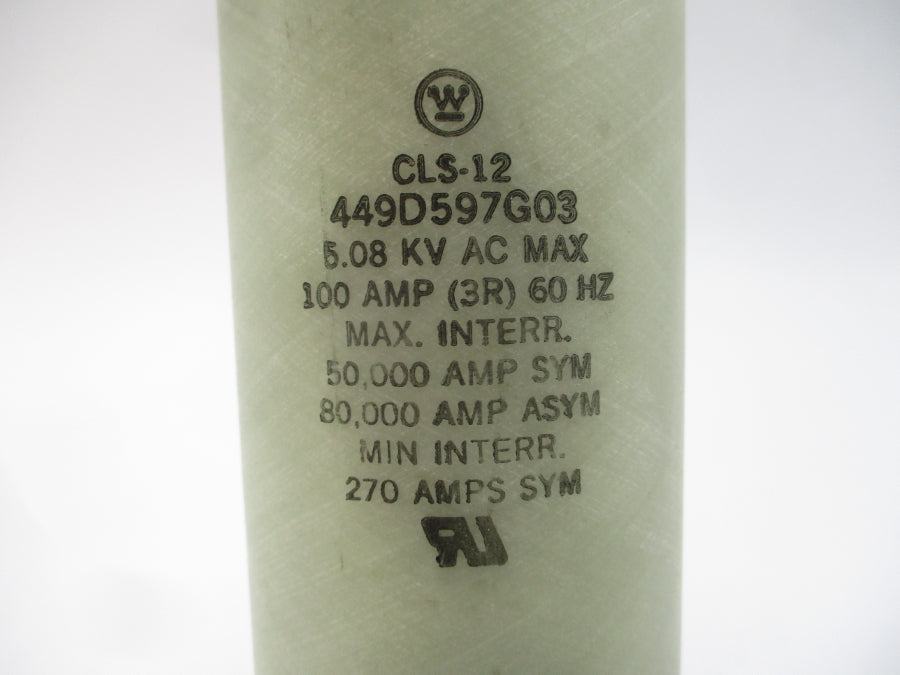 W
CLS-12
449D597G03
5.08 KV AC MAX
100 AMP (3R) 60 HZ
MAX. INTERR.
50,000 AMP SYM
80,000 AMP ASYM
MIN INTERR.
270 AMPS SYM
UR